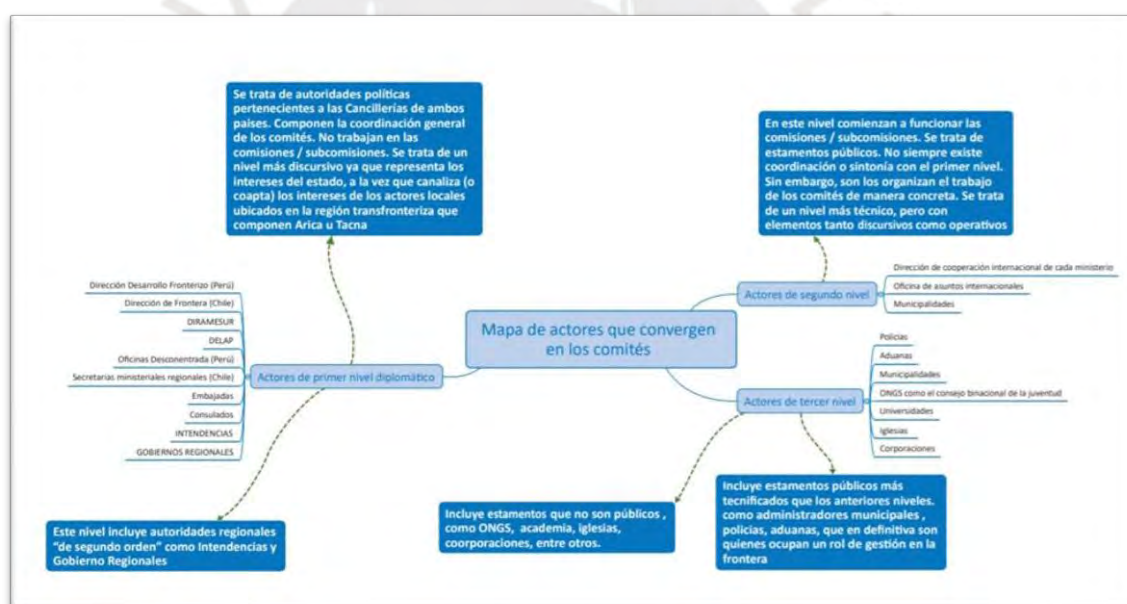 Se trata de autoridades políticas
pertenecientes a las Cancillerías de ambos
países. Componen la coordinación general
de los comités. No trabajan en las
comisiones / subcomisiones. Se trata de un
nivel más discursivo ya que representa los
intereses del estado, a la vez que canaliza (o
coapta) los intereses de los actores locales
ubicados en la región transfronteriza que
componen Arica u Tacna
En este nivel comienzan a funcionar las
comisiones / subcomisiones. Se trata de
estamentos públicos. No siempre existe
coordinación o sintonía con el primer nivel.
Sin embargo, son los organizan el trabajo
de los comités de manera concreta. Se trata
de un nivel más técnico, pero con
elementos tanto discursivos como operativos
Dirección Desarrollo Fronterizo (Perú)
Dirección de Frontera (Chile)
DIRAMESUR
DELAP
Oficinas Desconentrada (Perú)
Secretarias ministeriales regionales (Chile)
Embajadas
Consulados
INTENDENCIAS
GOBIERNOS REGIONALES
Actores de primer nivel diplomático
Mapa de actores que convergen
en los comités
Actores de segundo nivel
Dirección de cooperación internacional de cada ministerio
Oficina de asuntos internacionales
Municipalidades
Actores de tercer nivel
Policias
Aduanas
Municipalidades
ONGS como el consejo binacional de la juventud
Universidades
Iglesias
Corporaciones
Este nivel incluye autoridades regionales
"de segundo orden" como Intendencias y
Gobierno Regionales
Incluye estamentos que no son públicos ,
como ONGS, academia, iglesias,
coorporaciones, entre otros.
Incluye estamentos públicos más
tecnificados que los anteriores niveles.
como administradores municipales ,
policias, aduanas, que en definitiva son
quienes ocupan un rol de gestión en la
frontera